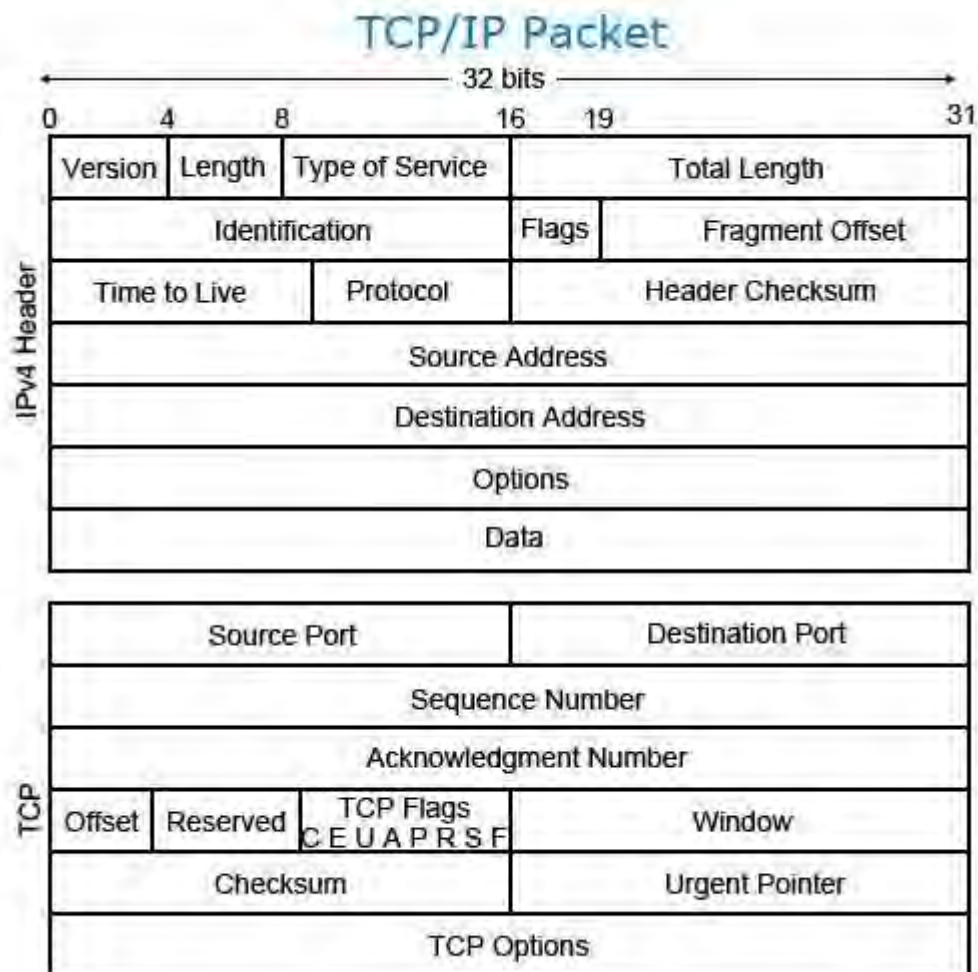 TCP/IP Packet
32 bits
0 4 8 16 19 31
Version Length Type of Service Total Length
Identification Flags Fragment Offset
Time to Live Protocol Header Checksum
Source Address
Destination Address
Options
Data
IPv4 Header
Source Port Destination Port
Sequence Number
Acknowledgment Number
Offset Reserved TCP Flags Window
C E U A P R S F
Checksum Urgent Pointer
TCP Options
TCP